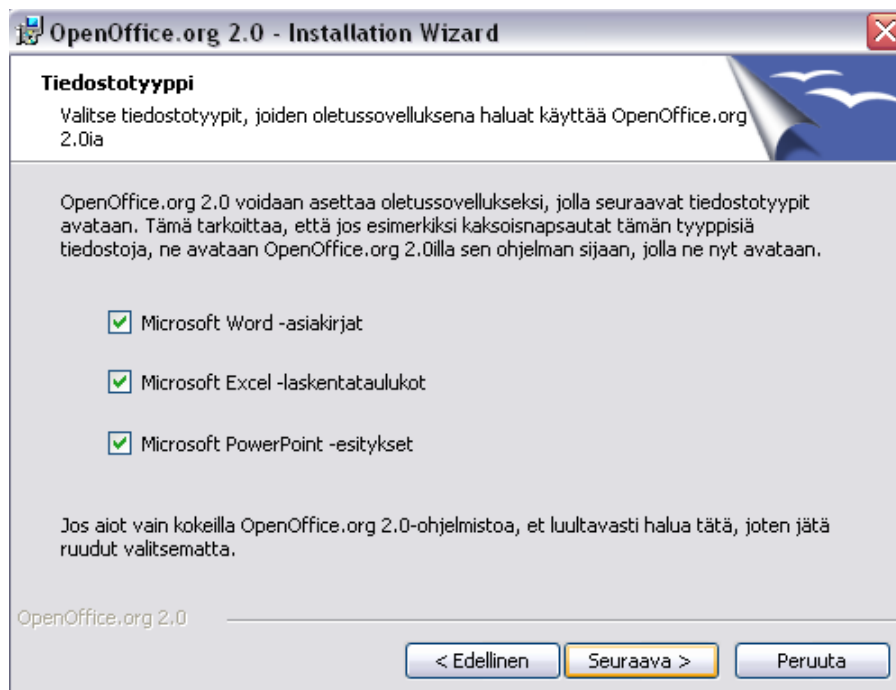 OpenOffice.org 2.0 - Installation Wizard
Tiedostotyyppi
Valitse tiedostotyypit, joiden oletussovelluksena haluat käyttää OpenOffice.org
2.0ia
OpenOffice.org 2.0 voidaan asettaa oletussovellukseksi, jolla seuraavat tiedostotyypit
avataan. Tämä tarkoittaa, että jos esimerkiksi kaksoisnapsautat tämän tyyppisiä
tiedostoja, ne avataan OpenOffice.org 2.0illa sen ohjelman sijaan, jolla ne nyt avataan.
Microsoft Word -asiakirjat
Microsoft Excel -laskentataulukot
Microsoft PowerPoint -esitykset
Jos aiot vain kokeilla OpenOffice.org 2.0-ohjelmistoa, et luultavasti halua tätä, joten jätä
ruudut valitsematta.
OpenOffice.org 2.0
< Edellinen
Seuraava >
Peruuta